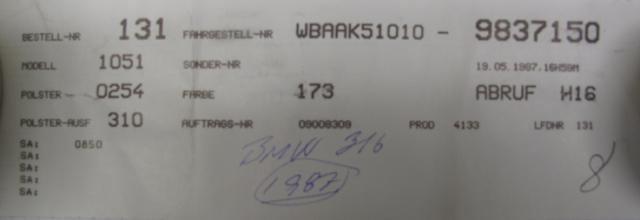 BESTELL-NR 131 FAHRGESTELL-NR WBAAK51010 - 9837150
MODELL 1051 SONDER-NR 19.05.1987.16H59M
POLSTER 0254 FARBE 173 ABRUF H16
POLSTER-AUSF 310 AUFTRAGS-NR 09008309 PROD 4133 LFDNR 131
SA: 0850
SA:
SA:
SA:
SA:
BMW 316
1987
8